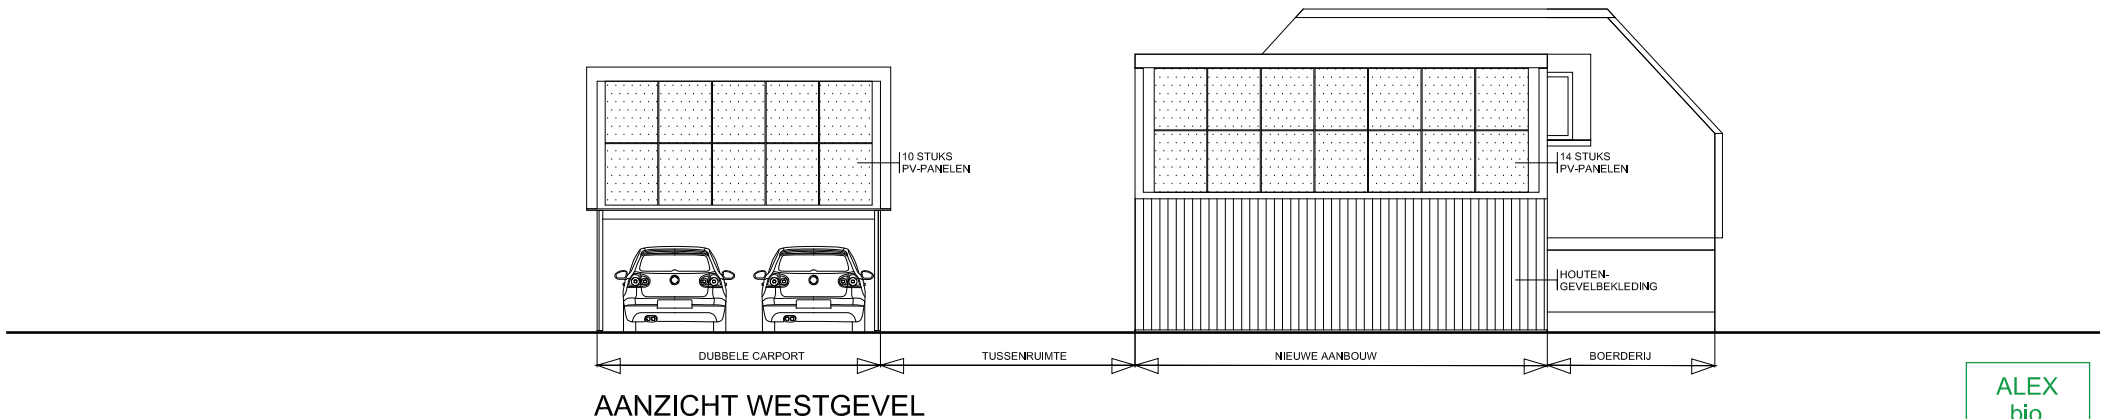 10 STUKS
PV-PANELEN
14 STUKS
PV-PANELEN
HOUTEN-
GEVELBEKLEDING
DUBBELE CARPORT
TUSSENRUIMTE
NIEUWE AANBOUW
BOERDERIJ
AANZICHT WESTGEVEL
ALEX
bio